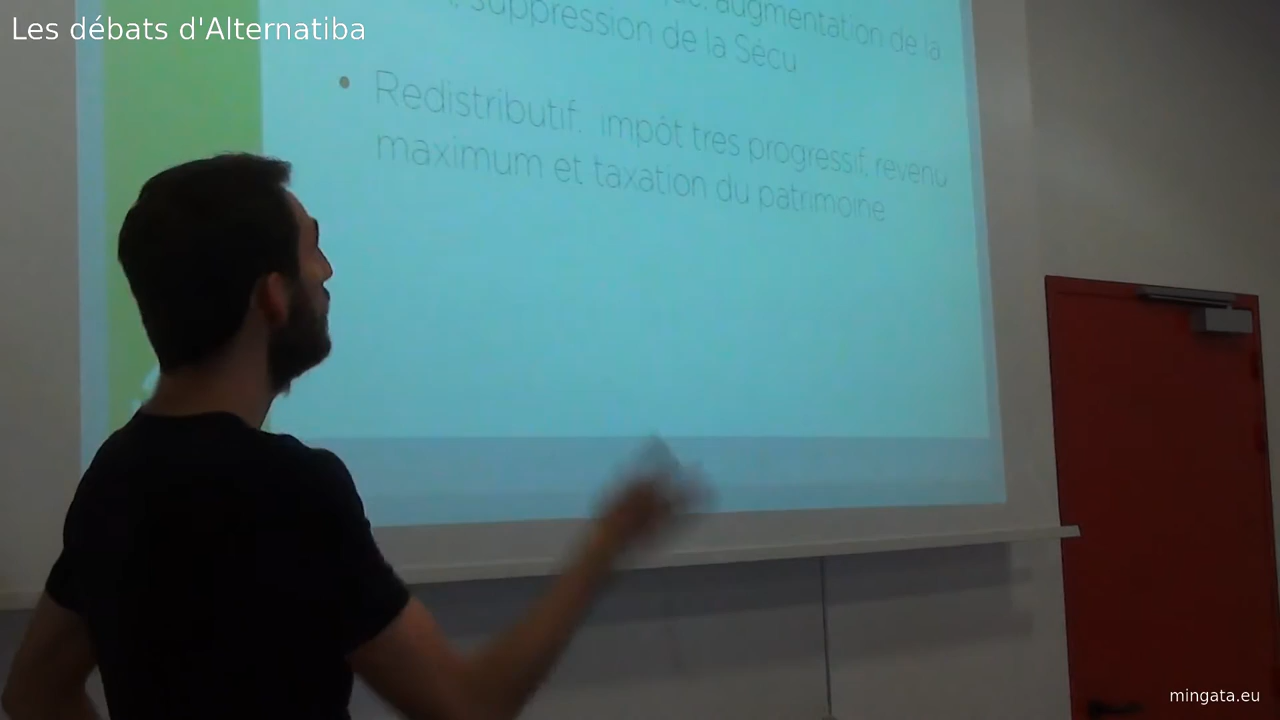 Les débats d'Alternatiba
augmentation de la
suppression de la Sécu
• Redistributif: impôt tres progressif, revenu
maximum et taxation du patrimoine
mingata.eu